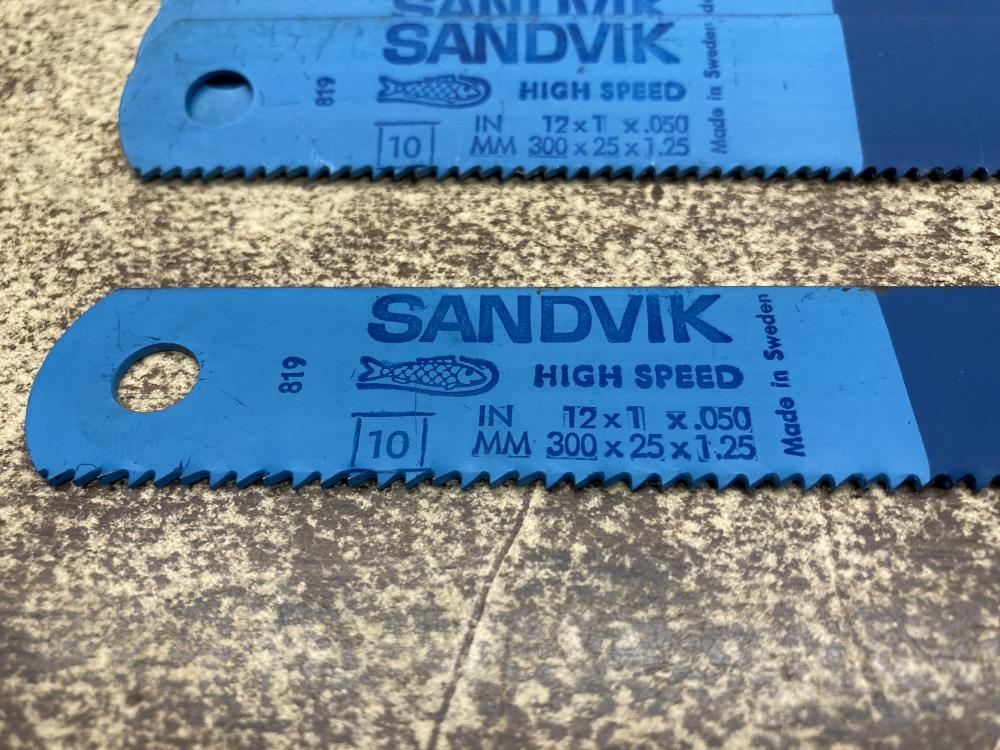 SANDVIK
SANDVIK
819
HIGH SPEED
10
IN 12 x 1 x .050
MM 300 x 25 x 1.25
Made in Sweden
SANDVIK
819
HIGH SPEED
10
IN 12 x 1 x .050
MM 300 x 25 x 1.25
Made in Sweden